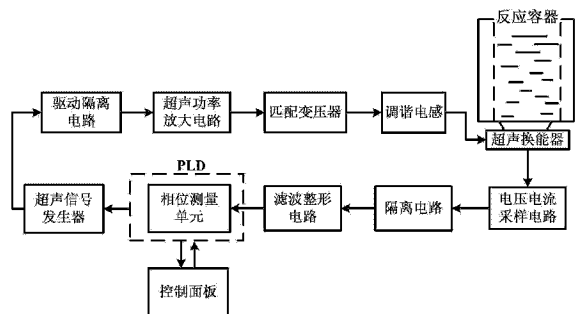 反应容器
驱动隔离
电路
超声功率
放大电路
匹配变压器
调谐电感
超声换能器
PLD
超声信号
发生器
相位测量
单元
滤波整形
电路
隔离电路
电压电流
采样电路
控制面板